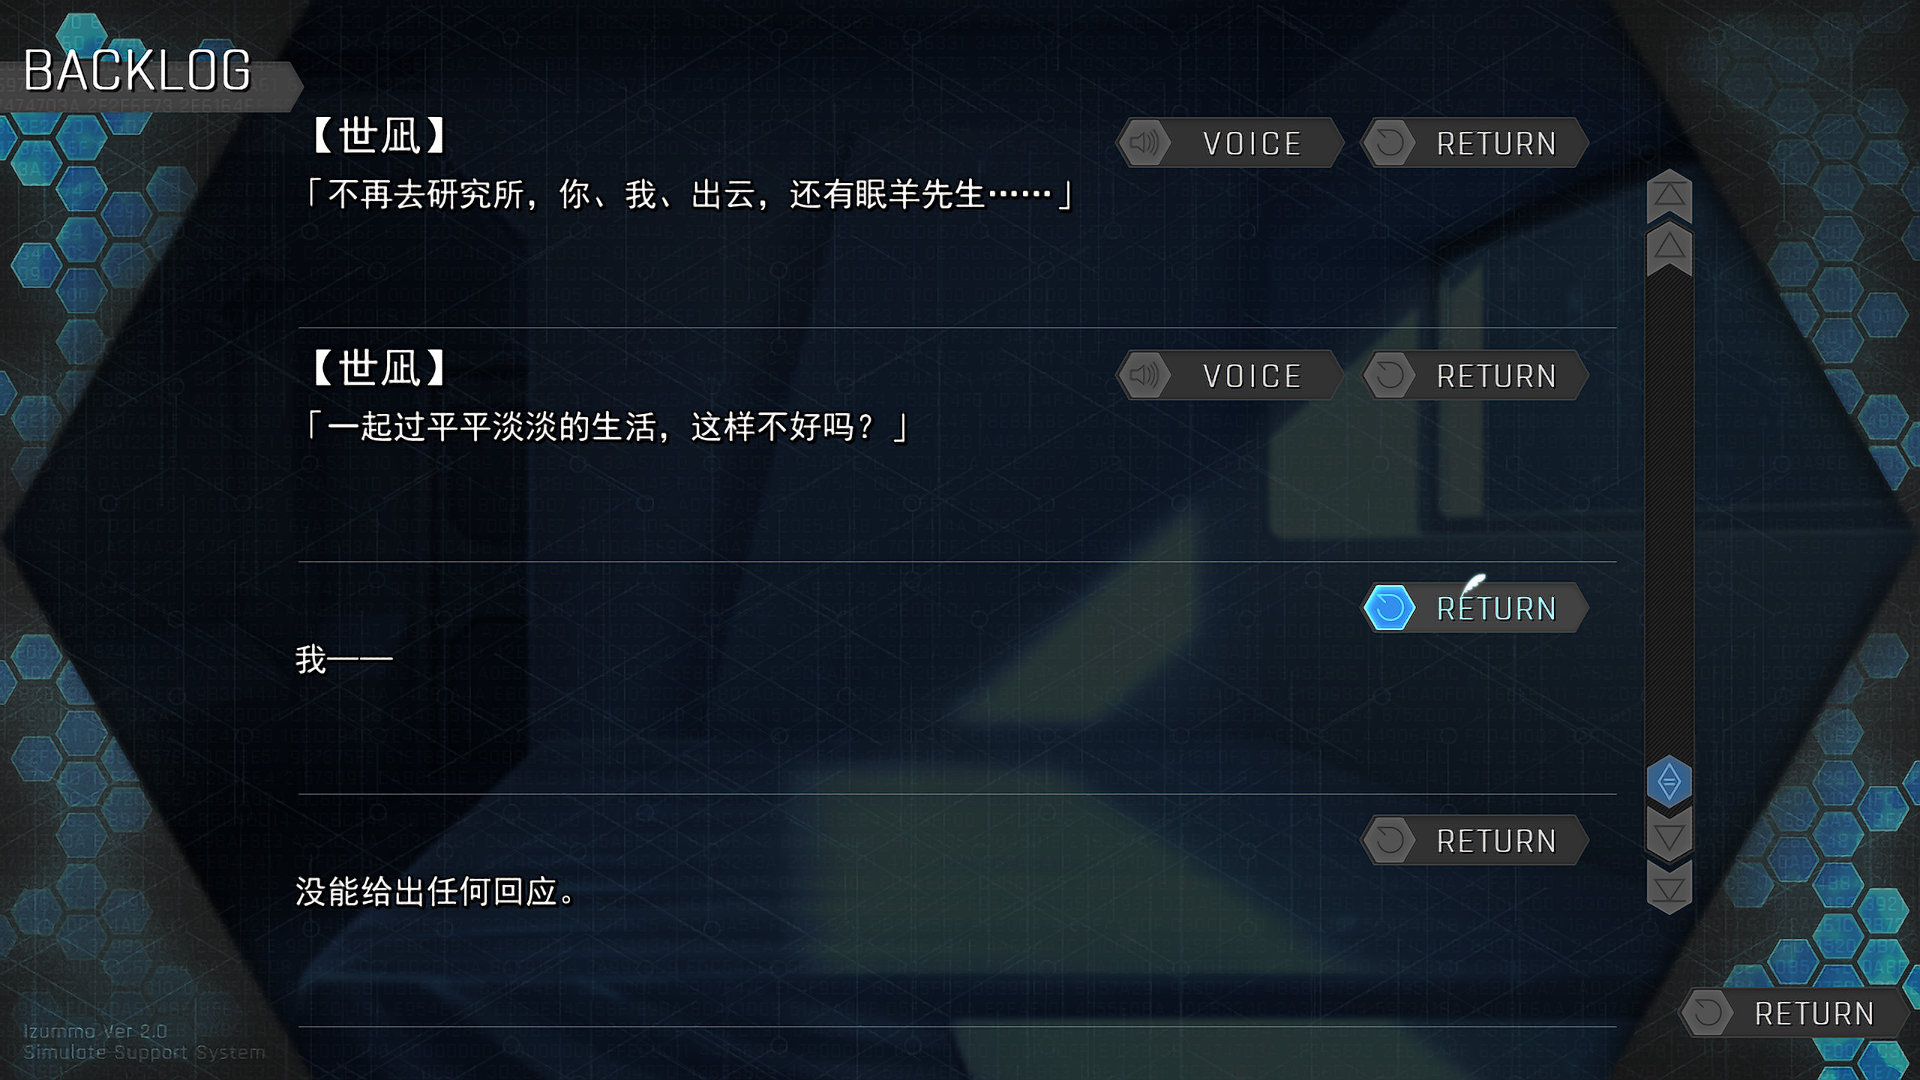 BACKLOG
【世凪】
VOICE
RETURN
「不再去研究所，你、我、出云，还有眠羊先生……」
【世凪】
VOICE
RETURN
「一起过平平淡淡的生活，这样不好吗？」
RETURN
我——
RETURN
没能给出任何回应。
RETURN
Izummo Ver 2.0
Simulate Support System